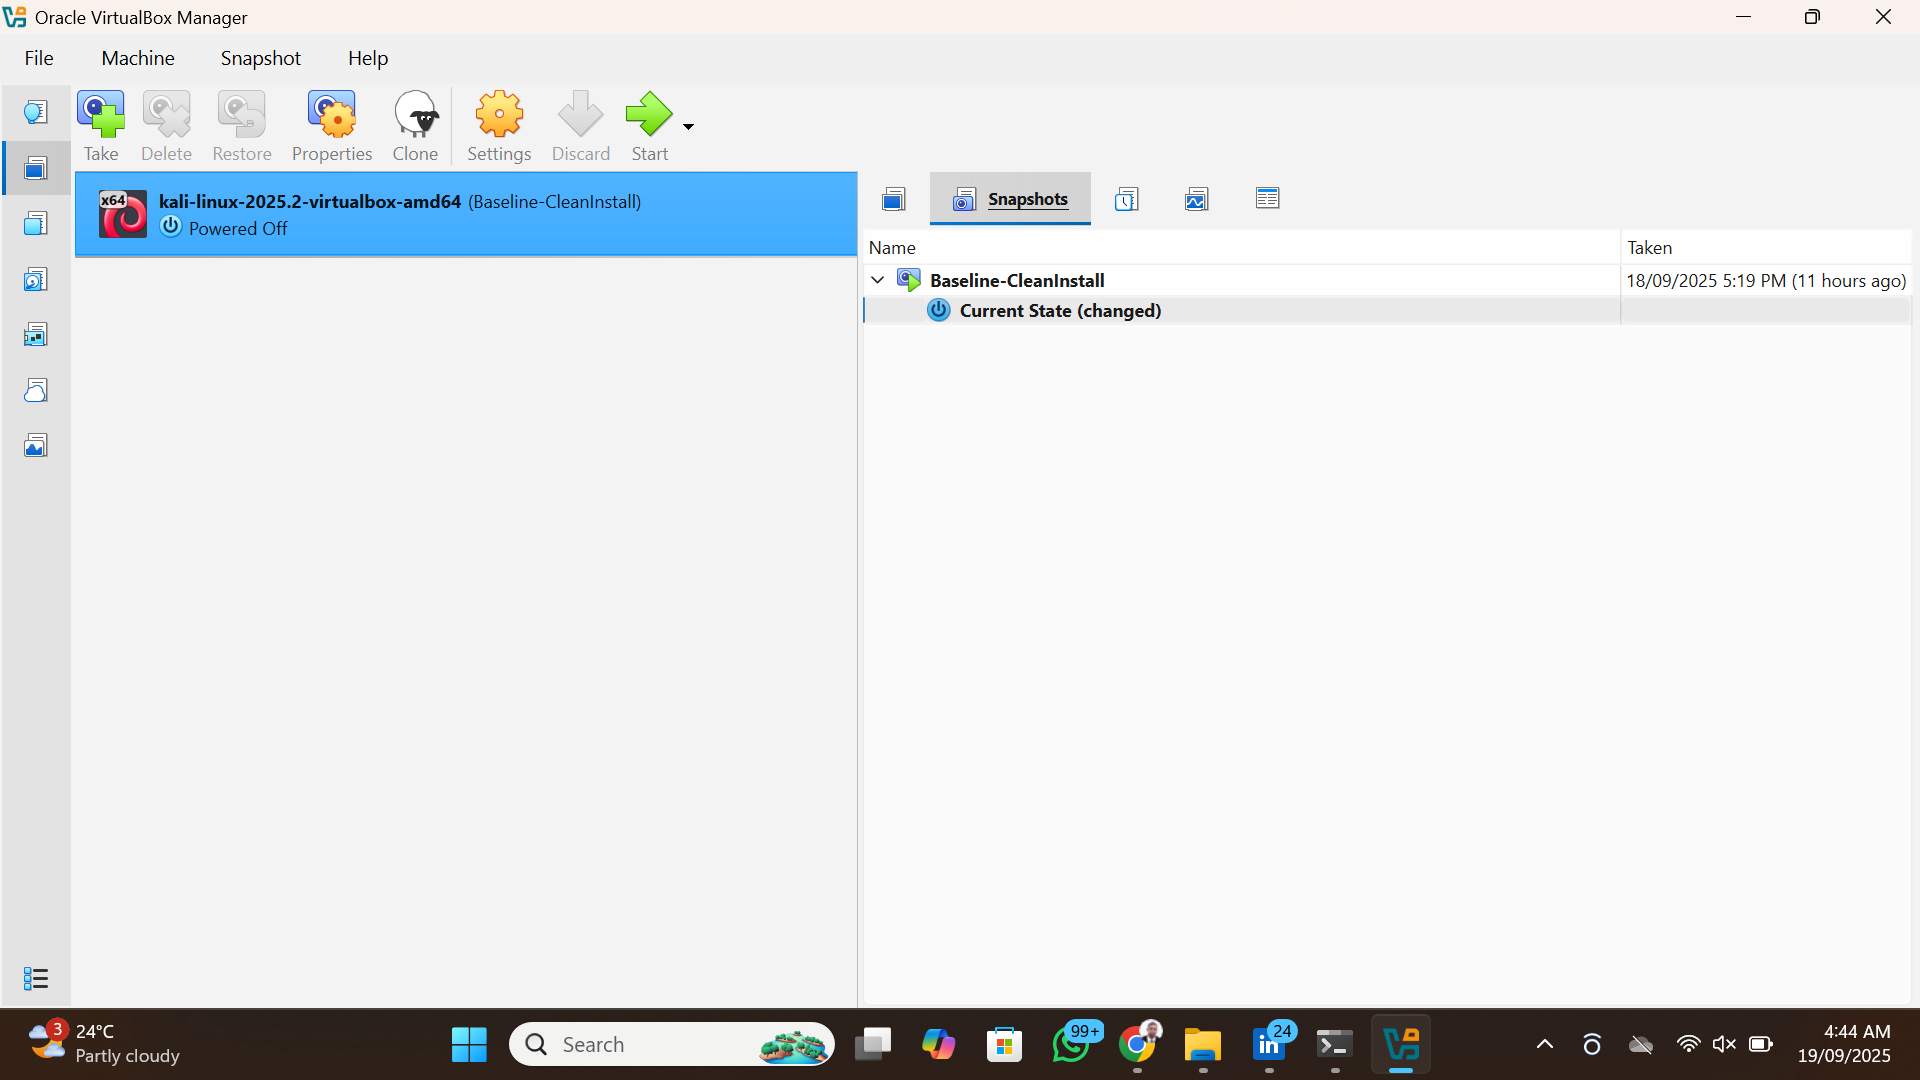 Oracle VirtualBox Manager
File Machine Snapshot Help
Take Delete Restore Properties Clone Settings Discard Start
x64
kali-linux-2025.2-virtualbox-amd64 (Baseline-CleanInstall)
Powered Off
Snapshots
Name Taken
Baseline-CleanInstall 18/09/2025 5:19 PM (11 hours ago)
Current State (changed)
3
24°C
Partly cloudy
Search
99+
24
4:44 AM
19/09/2025